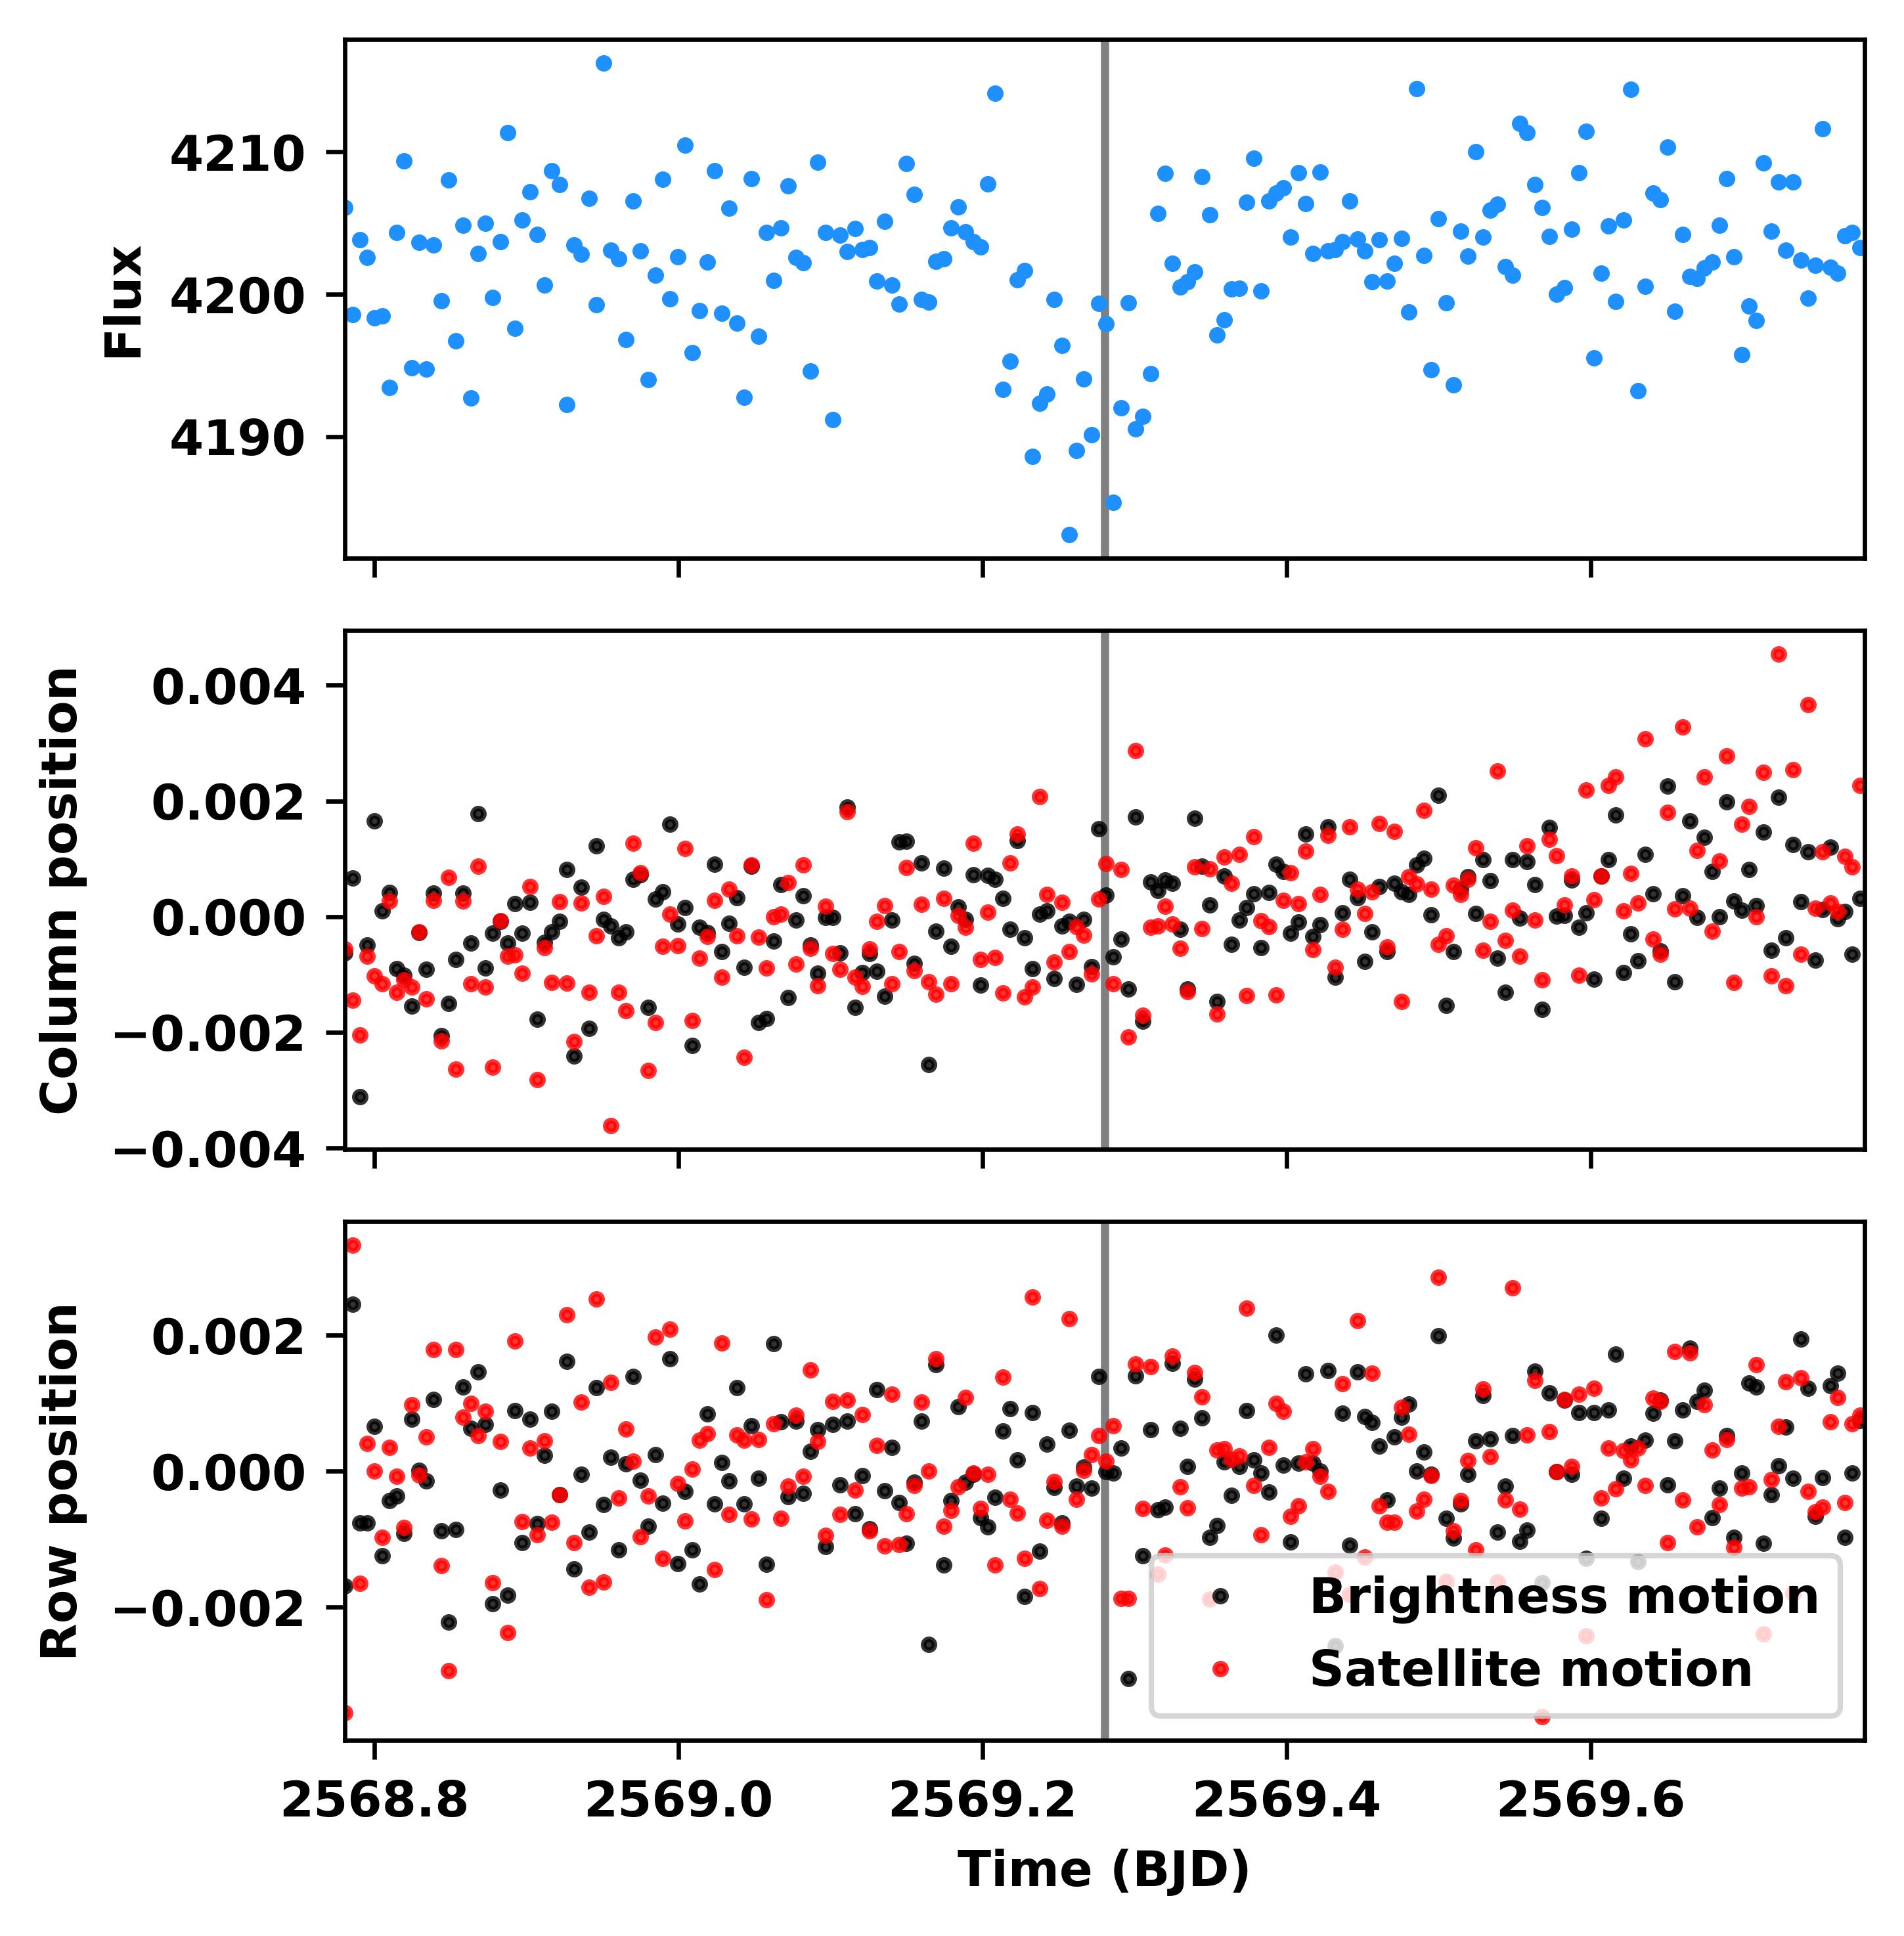 Flux
4210
4200
4190
Column position
0.004
0.002
0.000
−0.002
−0.004
Row position
0.002
0.000
−0.002
Brightness motion
Satellite motion
2568.8 2569.0 2569.2 2569.4 2569.6
Time (BJD)